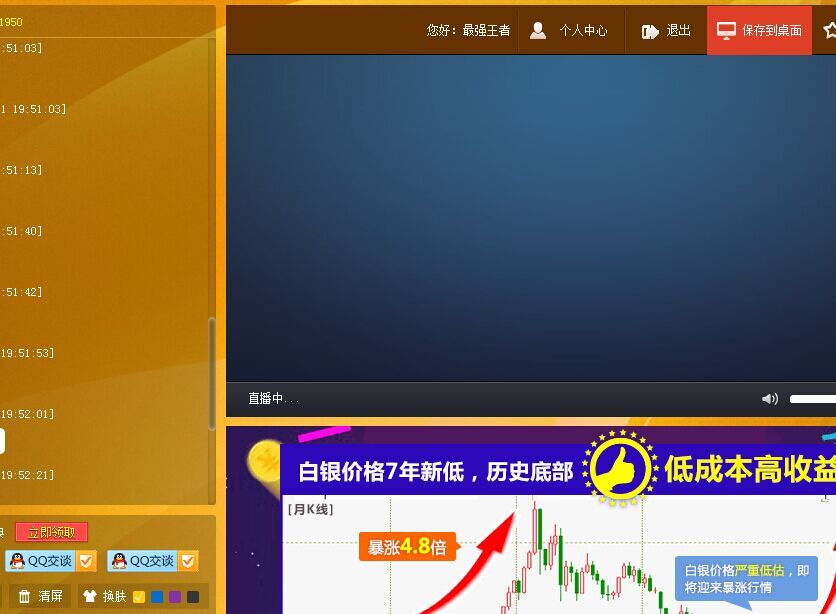 1950
:51:03]
1 19:51:03]
:51:13]
:51:40]
:51:42]
19:51:53]
19:52:01]
19:52:21]
立即领取
QQ交谈 QQ交谈
清屏 换肤
您好: 最强王者 个人中心 退出 保存到桌面
直播中...
白银价格7年新低，历史底部 低成本高收益
[月K线]
暴涨4.8倍
白银价格严重低估，即
将迎来暴涨行情